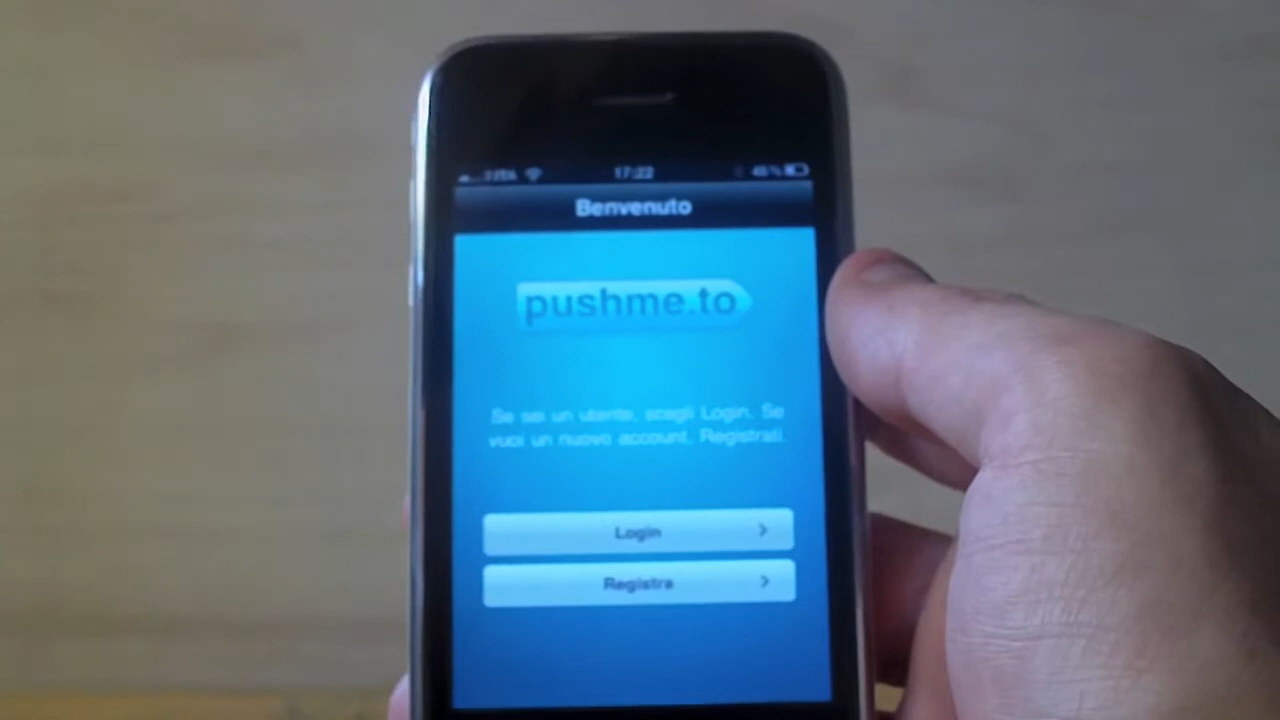 17:22
Benvenuto
pushme.to
Se sei un utente, scegli Login. Se
vuoi un nuovo account, Registrati.
Login
Registra